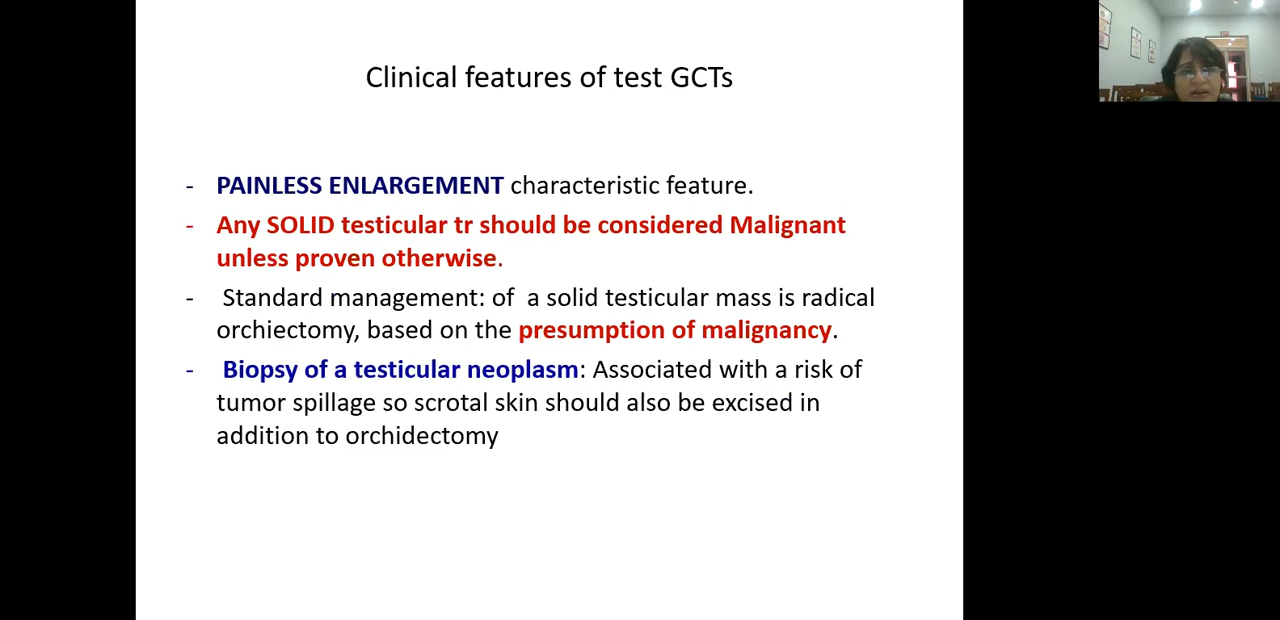 Clinical features of test GCTs
- PAINLESS ENLARGEMENT characteristic feature.
- Any SOLID testicular tr should be considered Malignant
unless proven otherwise.
- Standard management: of a solid testicular mass is radical
orchiectomy, based on the presumption of malignancy.
- Biopsy of a testicular neoplasm: Associated with a risk of
tumor spillage so scrotal skin should also be excised in
addition to orchidectomy